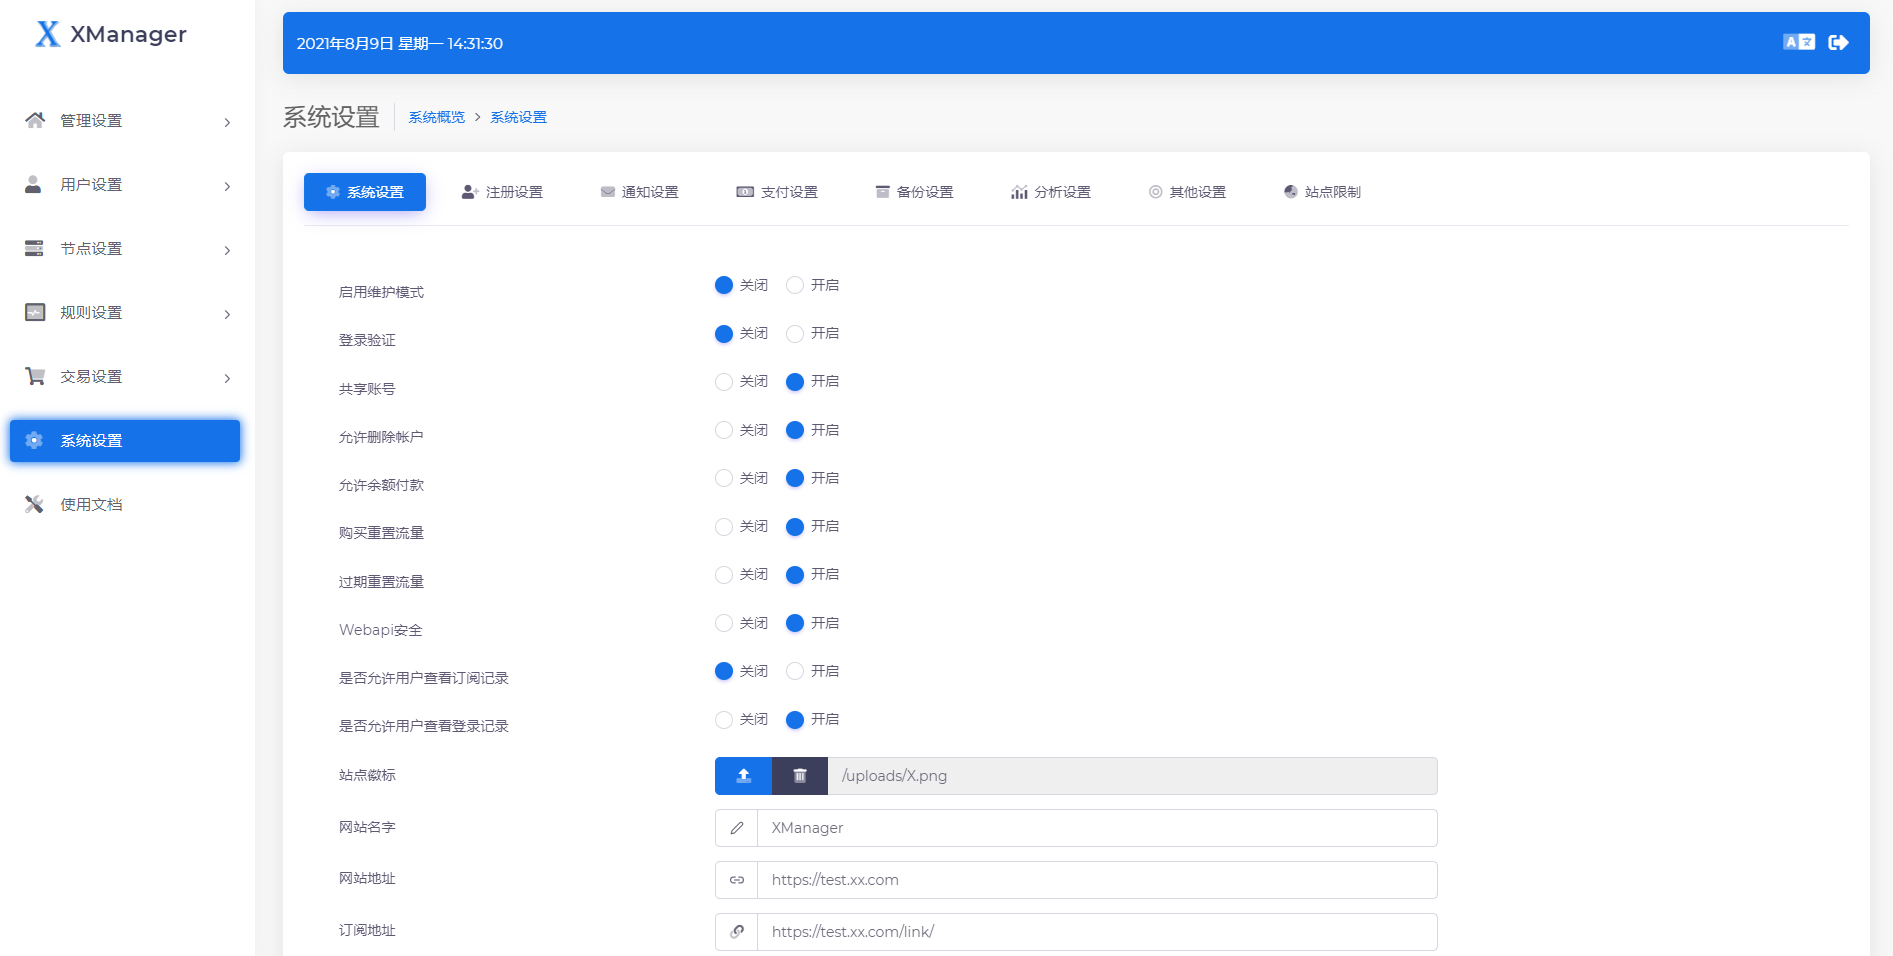 XManager
2021年8月9日 星期一 14:31:30
管理设置
用户设置
节点设置
规则设置
交易设置
系统设置
使用文档
系统设置
系统概览 > 系统设置
系统设置 注册设置 通知设置 支付设置 备份设置 分析设置 其他设置 站点限制
启用维护模式 关闭 开启
登录验证 关闭 开启
共享账号 关闭 开启
允许删除帐户 关闭 开启
允许余额付款 关闭 开启
购买重置流量 关闭 开启
过期重置流量 关闭 开启
Webapi安全 关闭 开启
是否允许用户查看订阅记录 关闭 开启
是否允许用户查看登录记录 关闭 开启
站点徽标 /uploads/X.png
网站名字 XManager
网站地址 https://test.xx.com
订阅地址 https://test.xx.com/link/